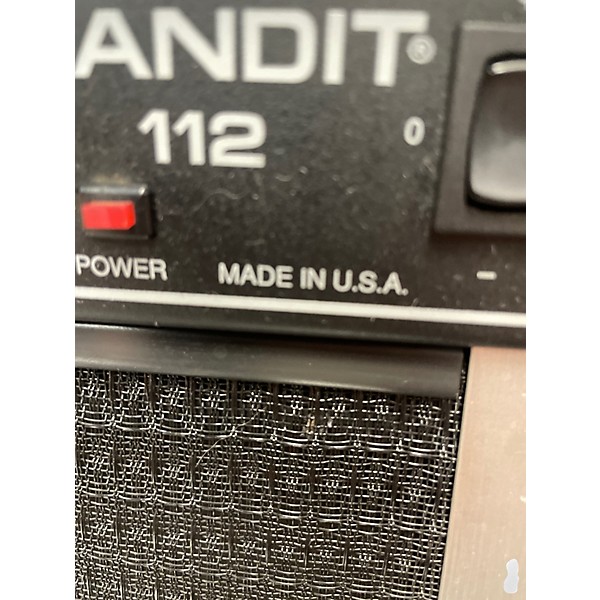 ANDIT®
112
0
POWER
MADE IN U.S.A.
-